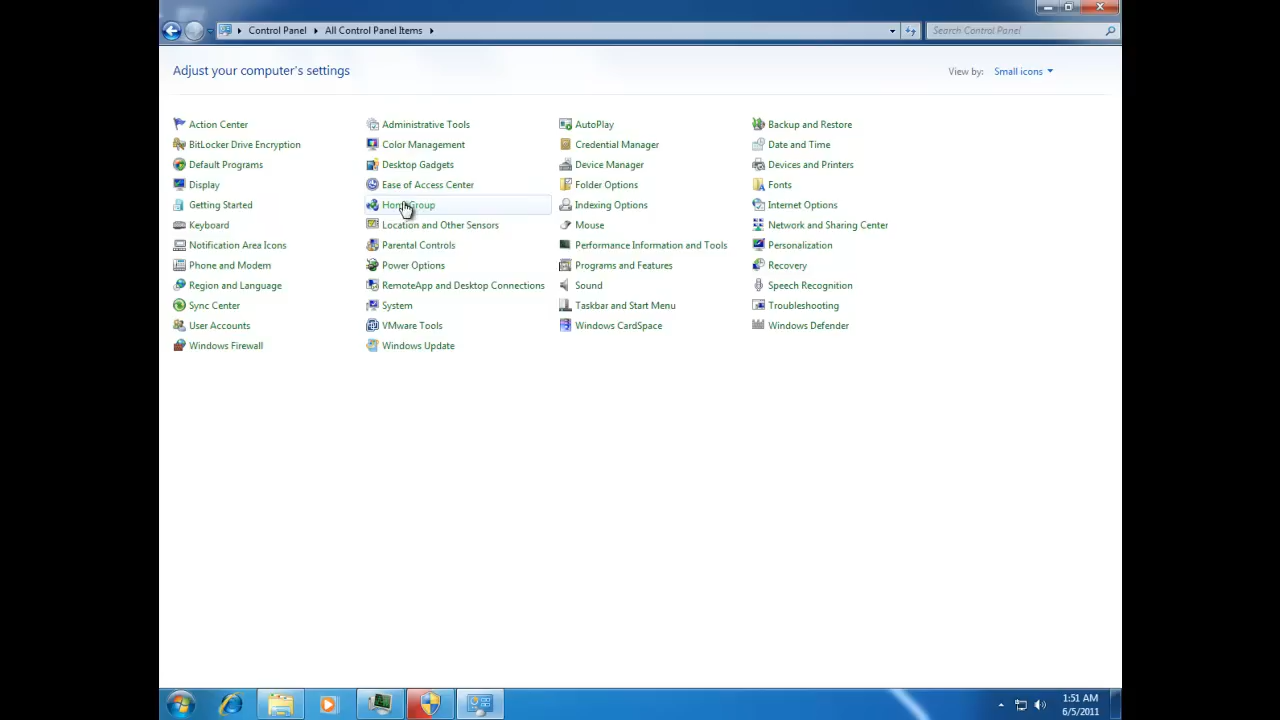 Control Panel All Control Panel Items
Search Control Panel
Adjust your computer's settings
View by: Small icons
Action Center Administrative Tools AutoPlay Backup and Restore
BitLocker Drive Encryption Color Management Credential Manager Date and Time
Default Programs Desktop Gadgets Device Manager Devices and Printers
Display Ease of Access Center Folder Options Fonts
Getting Started HomeGroup Indexing Options Internet Options
Keyboard Location and Other Sensors Mouse Network and Sharing Center
Notification Area Icons Parental Controls Performance Information and Tools Personalization
Phone and Modem Power Options Programs and Features Recovery
Region and Language RemoteApp and Desktop Connections Sound Speech Recognition
Sync Center System Taskbar and Start Menu Troubleshooting
User Accounts VMware Tools Windows CardSpace Windows Defender
Windows Firewall Windows Update
1:51 AM
6/5/2011